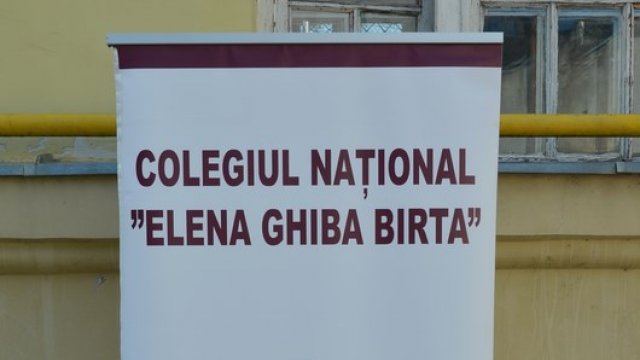 COLEGIUL NAȚIONAL
”ELENA GHIBA BIRTA”